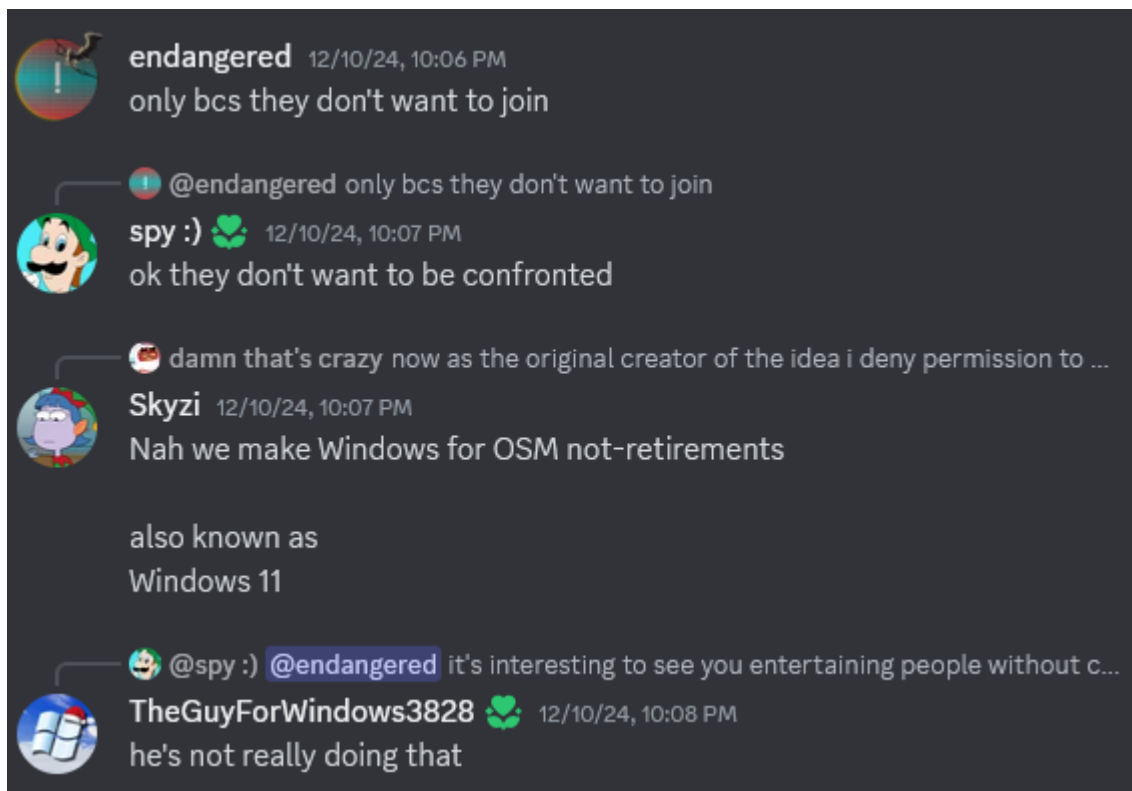 endangered 12/10/24, 10:06 PM
only bcs they don't want to join
@endangered only bcs they don't want to join
spy :) 12/10/24, 10:07 PM
ok they don't want to be confronted
damn that's crazy now as the original creator of the idea i deny permission to ...
Skyzi 12/10/24, 10:07 PM
Nah we make Windows for OSM not-retirements
also known as
Windows 11
@spy :) @endangered it's interesting to see you entertaining people without c...
TheGuyForWindows3828 12/10/24, 10:08 PM
he's not really doing that